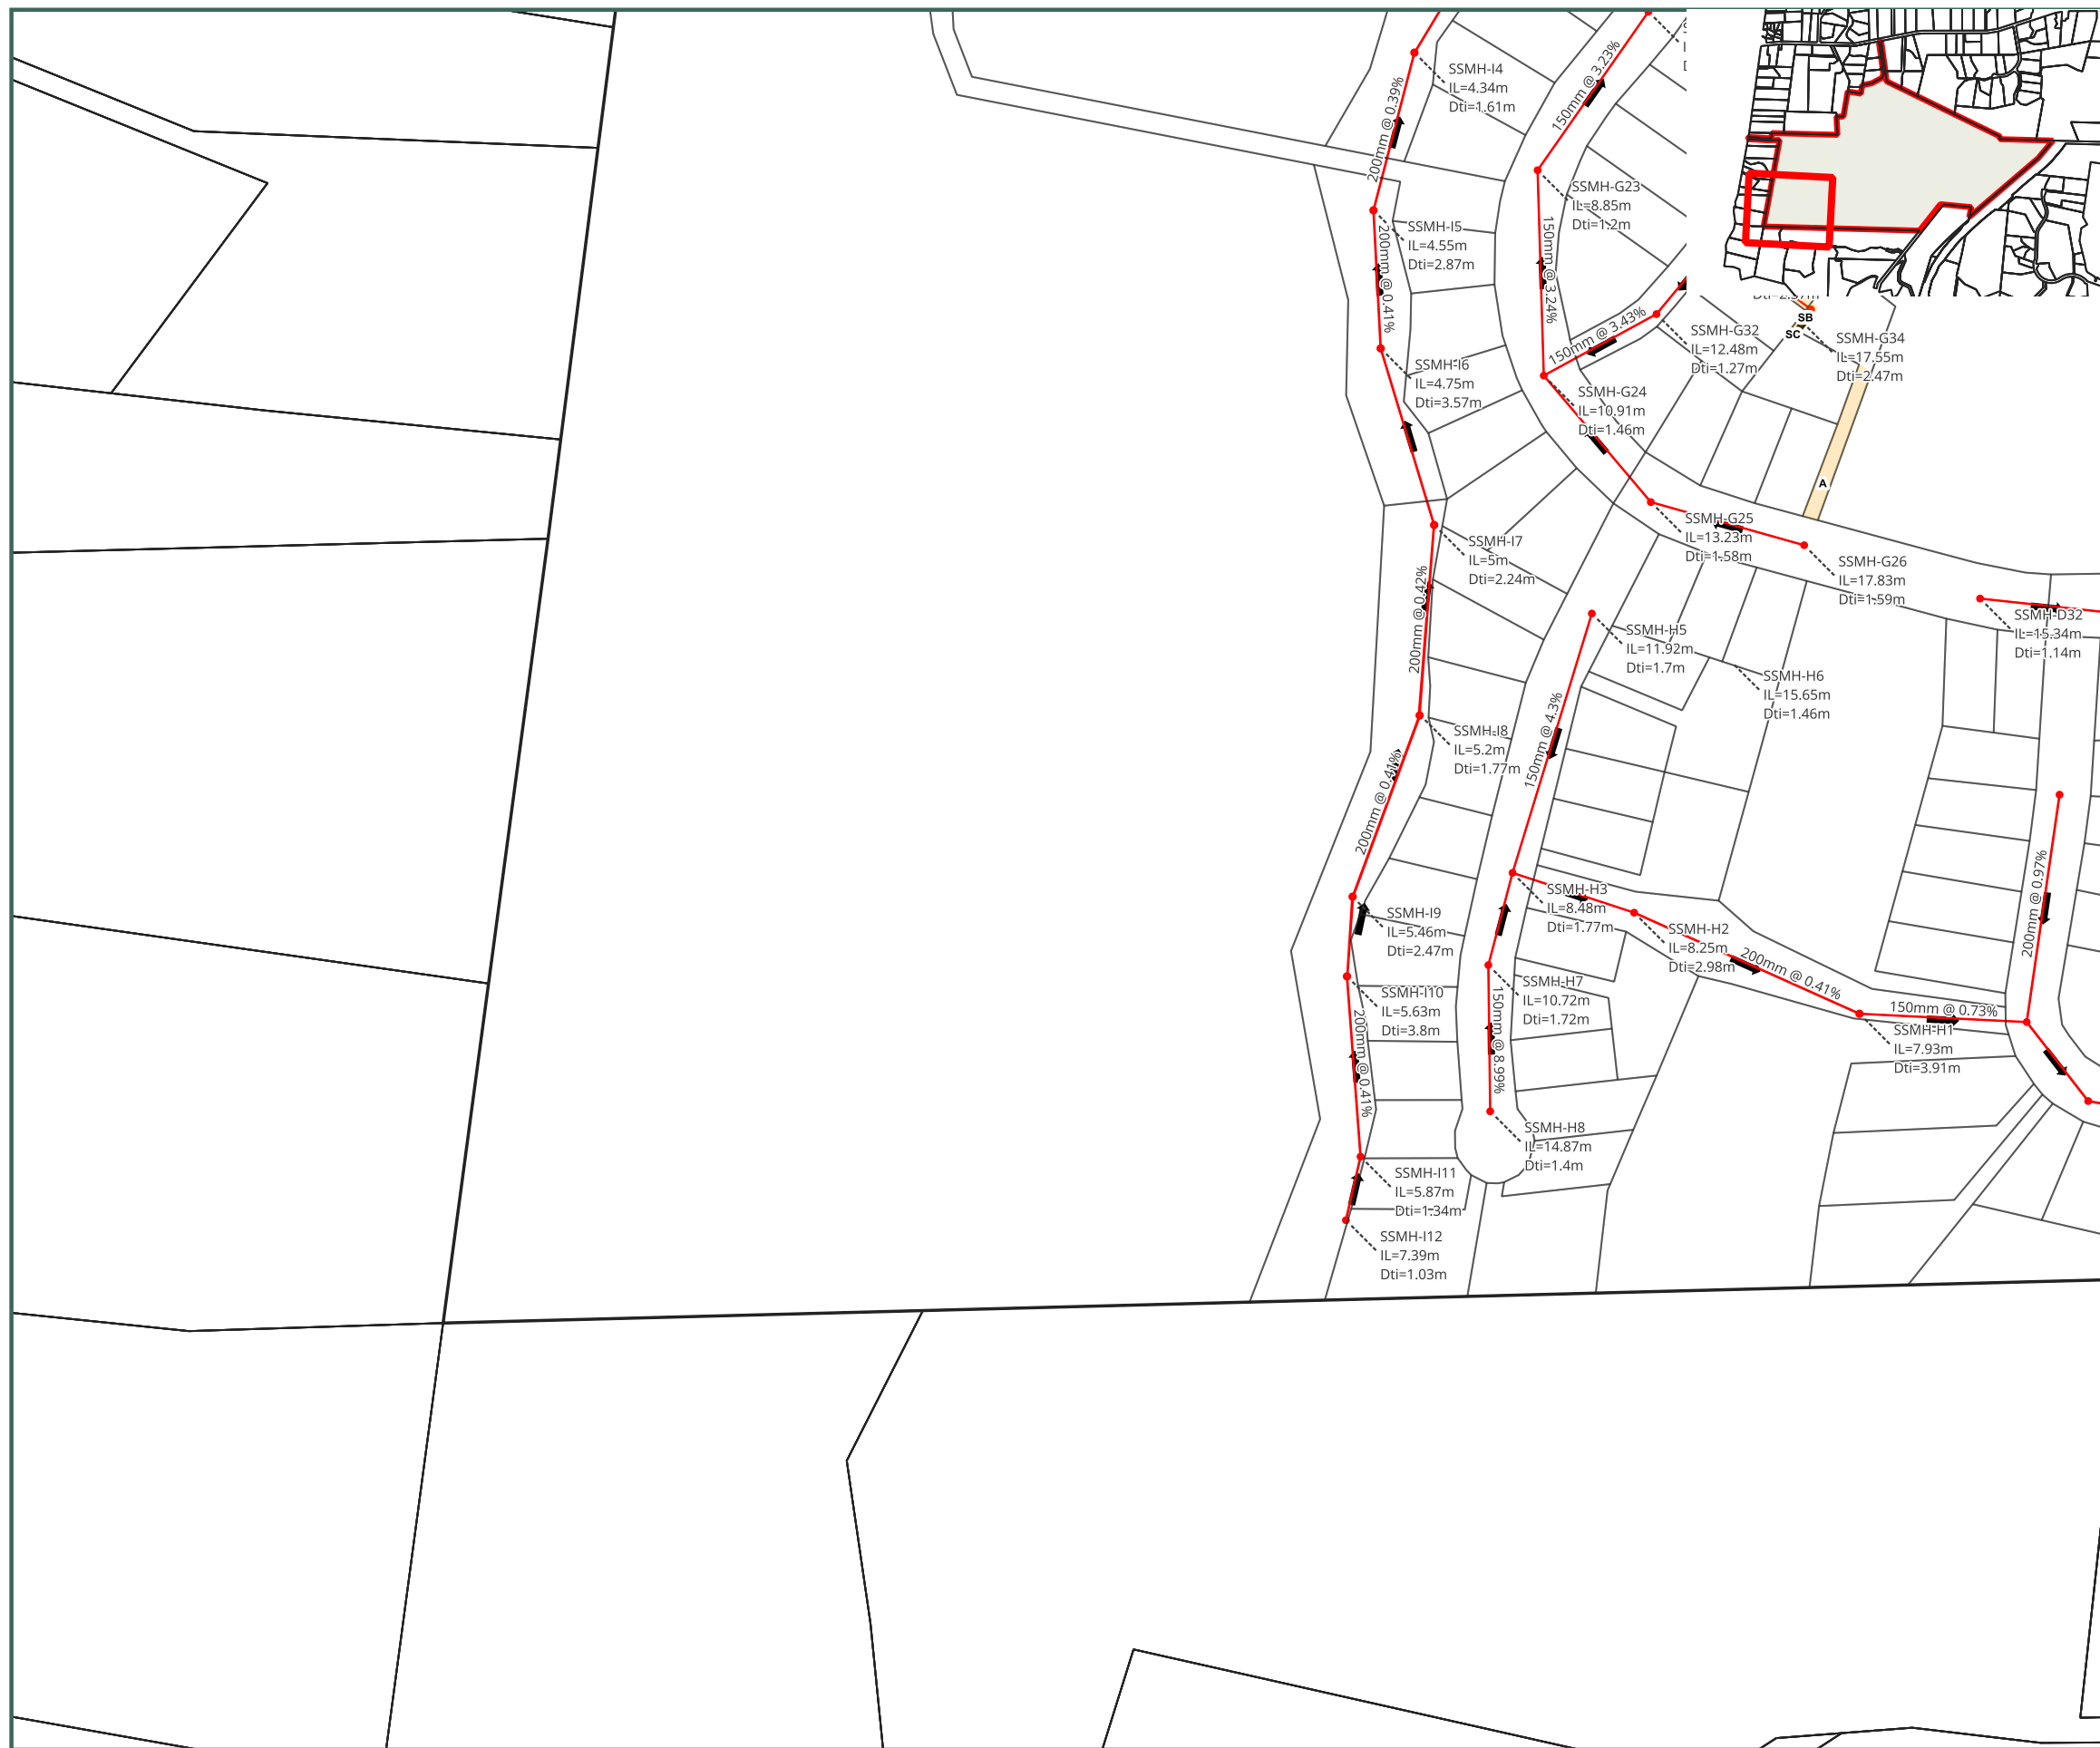 SSMH-I4
IL=4.34m
Dti=1.61m
200mm @ 0.39%
150mm @ 3.23%
SSMH-G23
IL=8.85m
Dti=1.2m
SSMH-I5
IL=4.55m
Dti=2.87m
200mm @ 0.41%
150mm @ 3.24%
150mm @ 3.43%
SB
SC
SSMH-G32
IL=12.48m
Dti=1.27m
SSMH-G34
IL=17.55m
Dti=2.47m
SSMH-I6
IL=4.75m
Dti=3.57m
SSMH-G24
IL=10.91m
Dti=1.46m
A
SSMH-G25
IL=13.23m
Dti=1.58m
SSMH-I7
IL=5m
Dti=2.24m
SSMH-G26
IL=17.83m
Dti=1.59m
200mm @ 0.42%
SSMH-D32
IL=15.34m
Dti=1.14m
SSMH-H5
IL=11.92m
Dti=1.7m
SSMH-H6
IL=15.65m
Dti=1.46m
150mm @ 4.3%
SSMH-I8
IL=5.2m
Dti=1.77m
200mm @ 0.41%
200mm @ 0.97%
SSMH-H3
IL=8.48m
Dti=1.77m
SSMH-I9
IL=5.46m
Dti=2.47m
SSMH-H2
IL=8.25m
Dti=2.98m
200mm @ 0.41%
SSMH-H7
IL=10.72m
Dti=1.72m
SSMH-I10
IL=5.63m
Dti=3.8m
150mm @ 0.73%
SSMH-H1
IL=7.93m
Dti=3.91m
200mm @ 0.41%
150mm @ 8.99%
SSMH-H8
IL=14.87m
Dti=1.4m
SSMH-I11
IL=5.87m
Dti=1.34m
SSMH-I12
IL=7.39m
Dti=1.03m